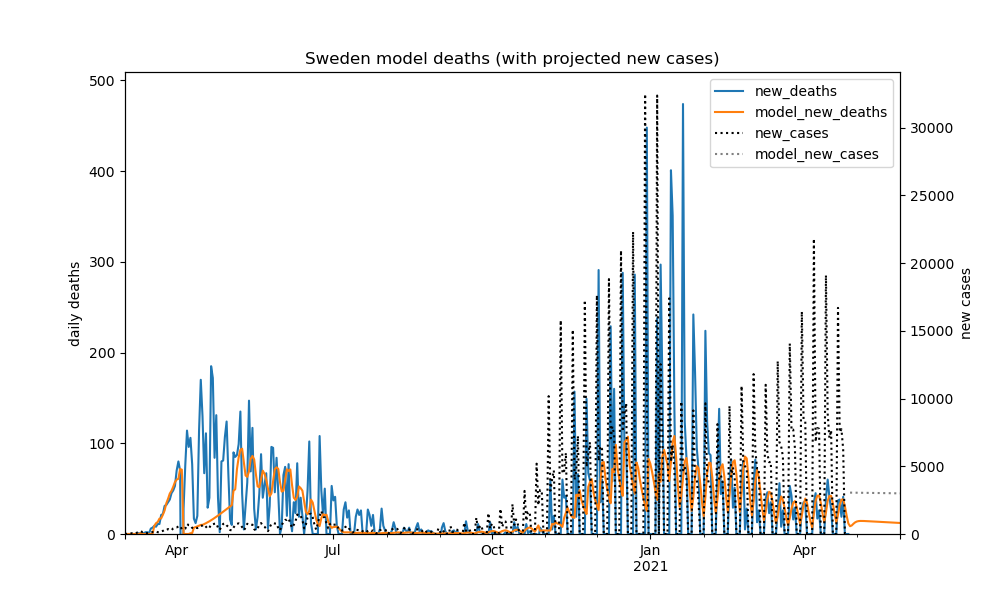 Sweden model deaths (with projected new cases)
new_deaths
model_new_deaths
new_cases
model_new_cases
daily deaths
500
400
300
200
100
0
new cases
30000
25000
20000
15000
10000
5000
0
Apr
Jul
Oct
Jan
2021
Apr